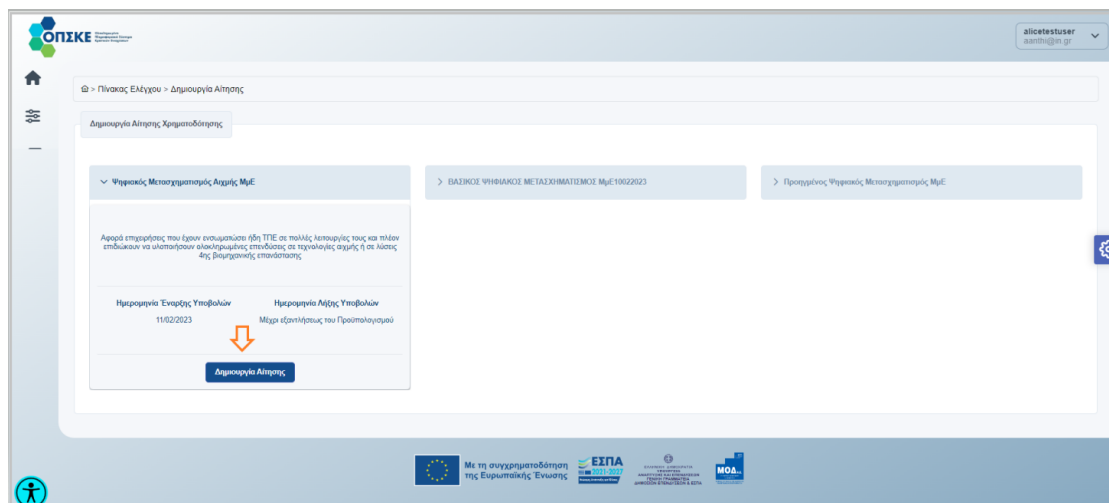 ΟΠΣΚΕ
alicetestuser
aanthi@in.gr
> Πίνακας Ελέγχου > Δημιουργία Αίτησης
Δημιουργία Αίτησης Χρηματοδότησης
Ψηφιακός Μετασχηματισμός Αιχμής ΜμΕ
ΒΑΣΙΚΟΣ ΨΗΦΙΑΚΟΣ ΜΕΤΑΣΧΗΜΑΤΙΣΜΟΣ ΜμΕ10022023
Προηγμένος Ψηφιακός Μετασχηματισμός ΜμΕ
Αφορά επιχειρήσεις που έχουν ενσωματώσει ήδη ΤΠΕ σε πολλές λειτουργίες τους και πλέον
επιδιώκουν να υλοποιήσουν ολοκληρωμένες επενδύσεις σε τεχνολογίες αιχμής ή σε λύσεις
4ης βιομηχανικής επανάστασης
Ημερομηνία Έναρξης Υποβολών
Ημερομηνία Λήξης Υποβολών
11/02/2023
Μέχρι εξαντλήσεως του Προϋπολογισμού
Δημιουργία Αίτησης
Με τη συγχρηματοδότηση
της Ευρωπαϊκής Ένωσης
ΕΣΠΑ
2021-2027
ΜΟΔ